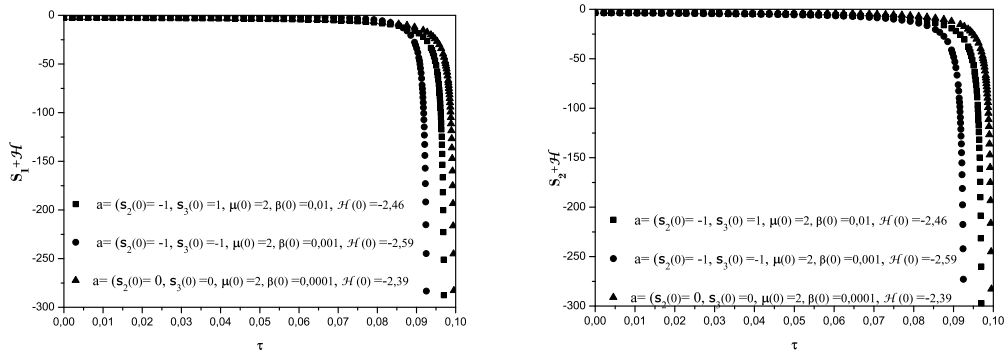 0
-50
-100
-150
-200
-250
-300
S₁+ℋ
a= (s₂(0)= -1, s₃(0) =1, μ(0) =2, β(0) =0,01, ℋ(0) =-2,46
a= (s₂(0)= -1, s₃(0) =-1, μ(0) =2, β(0) =0,001, ℋ(0) =-2,59
a= (s₂(0)= 0, s₃(0) =0, μ(0) =2, β(0) =0,0001, ℋ(0) =-2,39
0,00 0,01 0,02 0,03 0,04 0,05 0,06 0,07 0,08 0,09 0,10
τ
0
-50
-100
-150
-200
-250
-300
S₂+ℋ
a= (s₂(0)= -1, s₃(0) =1, μ(0) =2, β(0) =0,01, ℋ(0) =-2,46
a= (s₂(0)= -1, s₃(0) =-1, μ(0) =2, β(0) =0,001, ℋ(0) =-2,59
a= (s₂(0)= 0, s₃(0) =0, μ(0) =2, β(0) =0,0001, ℋ(0) =-2,39
0,00 0,01 0,02 0,03 0,04 0,05 0,06 0,07 0,08 0,09 0,10
τ